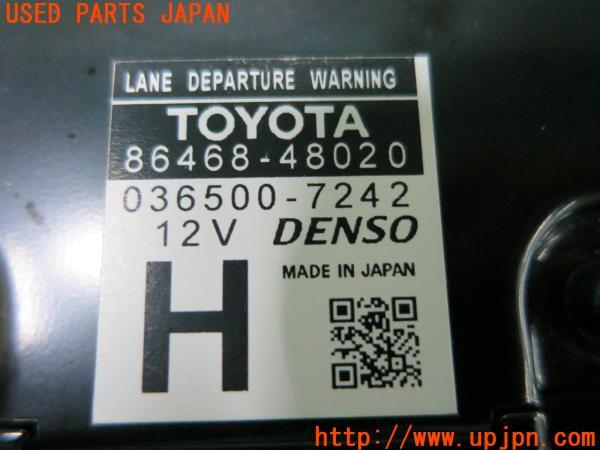 USED PARTS JAPAN
LANE DEPARTURE WARNING
TOYOTA
86468-48020
036500-7242
12V DENSO
MADE IN JAPAN
H
http://www.upjpn.com